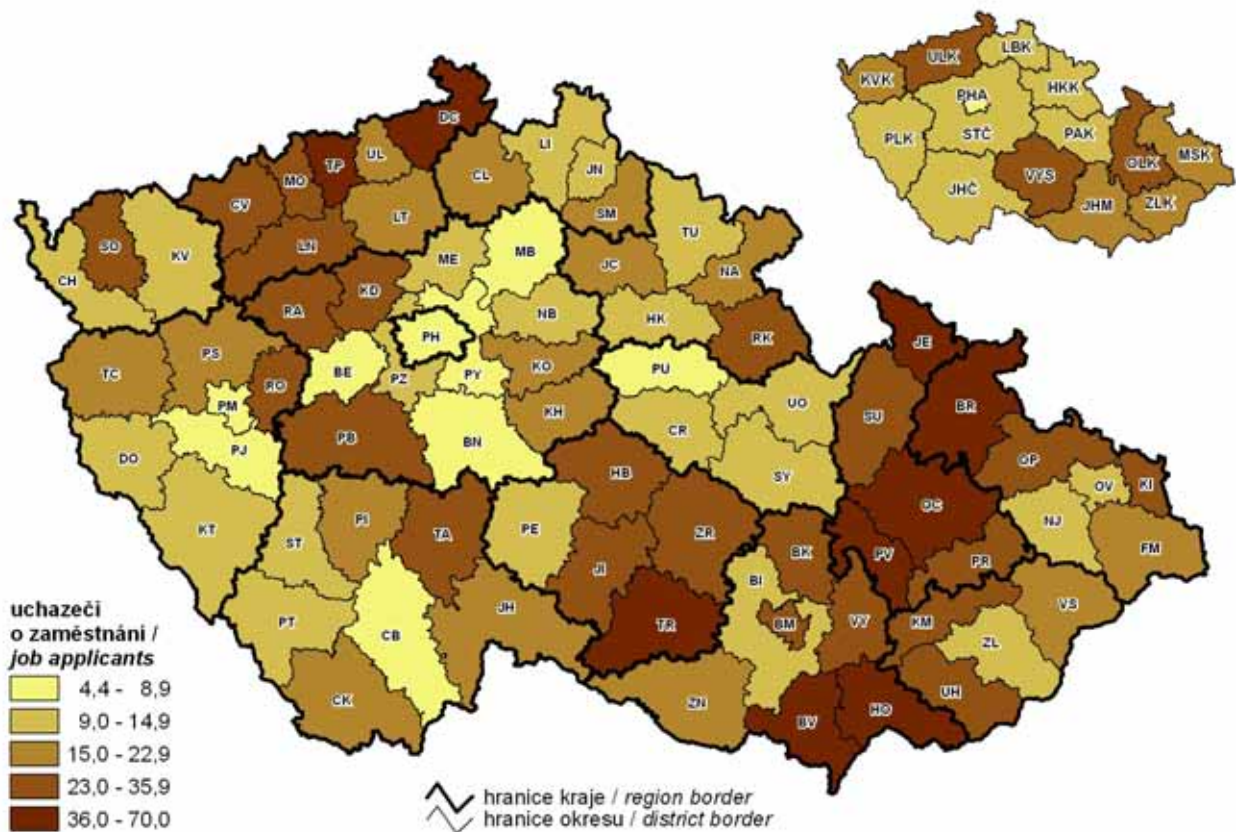 LBK
ULK
KVK
HKK
PHA
STČ
PAK
PLK
OLK
MSK
VYS
JHČ
JHM
ZLK
DC
LI
UL
TP
MO
JN
CL
CV
LT
SM
TU
SO
KV
LN
ME
MB
JC
NA
CH
KD
RA
NB
HK
PH
RK
JE
PS
TC
RO
BE
PZ
PY
KO
PU
PM
UO
BR
KH
SU
PJ
PB
BN
CR
DO
OP
HB
SY
OV
KI
OC
KT
ST
PI
TA
PE
ZR
NJ
FM
BK
PV
PR
JI
BI
VS
PT
CB
JH
TR
BM
VY
KM
ZL
CK
ZN
UH
BV
HO
uchazeči
o zaměstnání /
job applicants
4,4 - 8,9
9,0 - 14,9
15,0 - 22,9
23,0 - 35,9
36,0 - 70,0
hranice kraje / region border
hranice okresu / district border